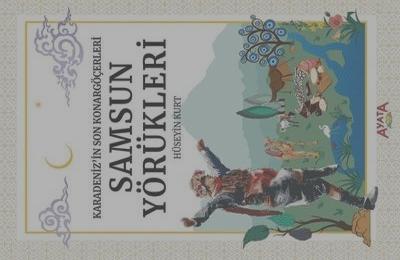 KARADENİZ'İN SON KONARGÖÇERLERİ
SAMSUN
YÖRÜKLERİ
HÜSEYİN KURT
AYATA